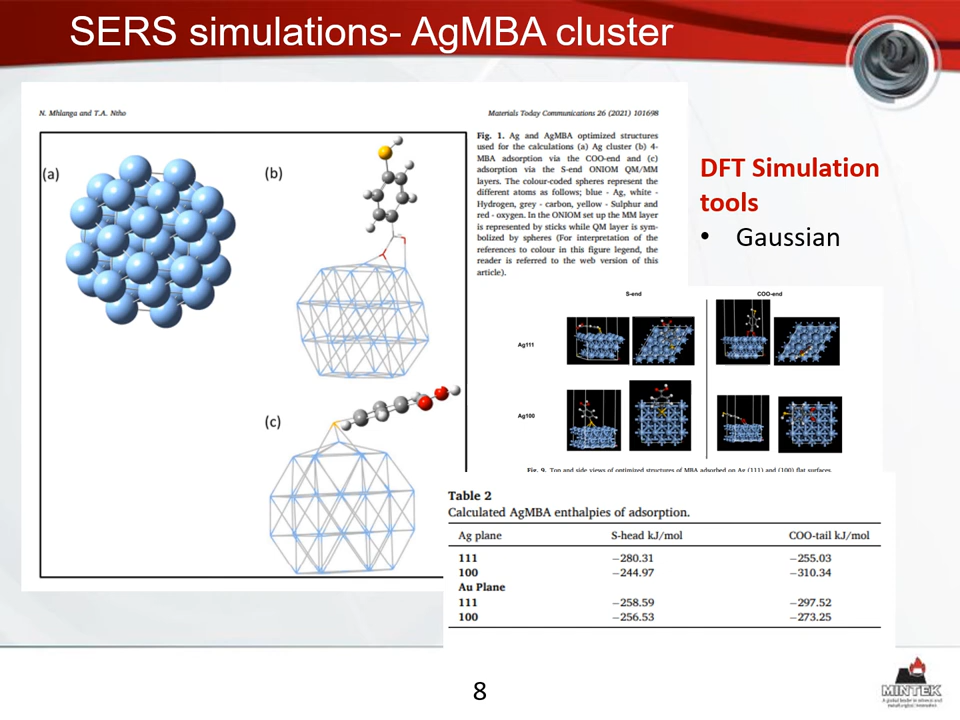 SERS simulations- AgMBA cluster
N. Mhlanga and T.A. Ntho
Materials Today Communications 26 (2021) 101698
(a)
(b)
(c)
Fig. 1. Ag and AgMBA optimized structures
used for the calculations (a) Ag cluster (b) 4-
MBA adsorption via the COO-end and (c)
adsorption via the S-end ONIOM QM/MM
layers. The colour-coded spheres represent the
different atoms as follows; blue - Ag, white -
Hydrogen, grey - carbon, yellow - Sulphur and
red - oxygen. In the ONIOM set up the MM layer
is represented by sticks while QM layer is sym-
bolized by spheres (For interpretation of the
references to colour in this figure legend, the
reader is referred to the web version of this
article).
DFT Simulation
tools
• Gaussian
S-end COO-end
Ag111
Ag100
Fig. 9. Top and side views of optimized structures of MBA adsorbed on Ag (111) and (100) flat surfaces.
Table 2
Calculated AgMBA enthalpies of adsorption.
Ag plane S-head kJ/mol COO-tail kJ/mol
111 −280.31 −255.03
100 −244.97 −310.34
Au Plane
111 −258.59 −297.52
100 −256.53 −273.25
8
MINTEK